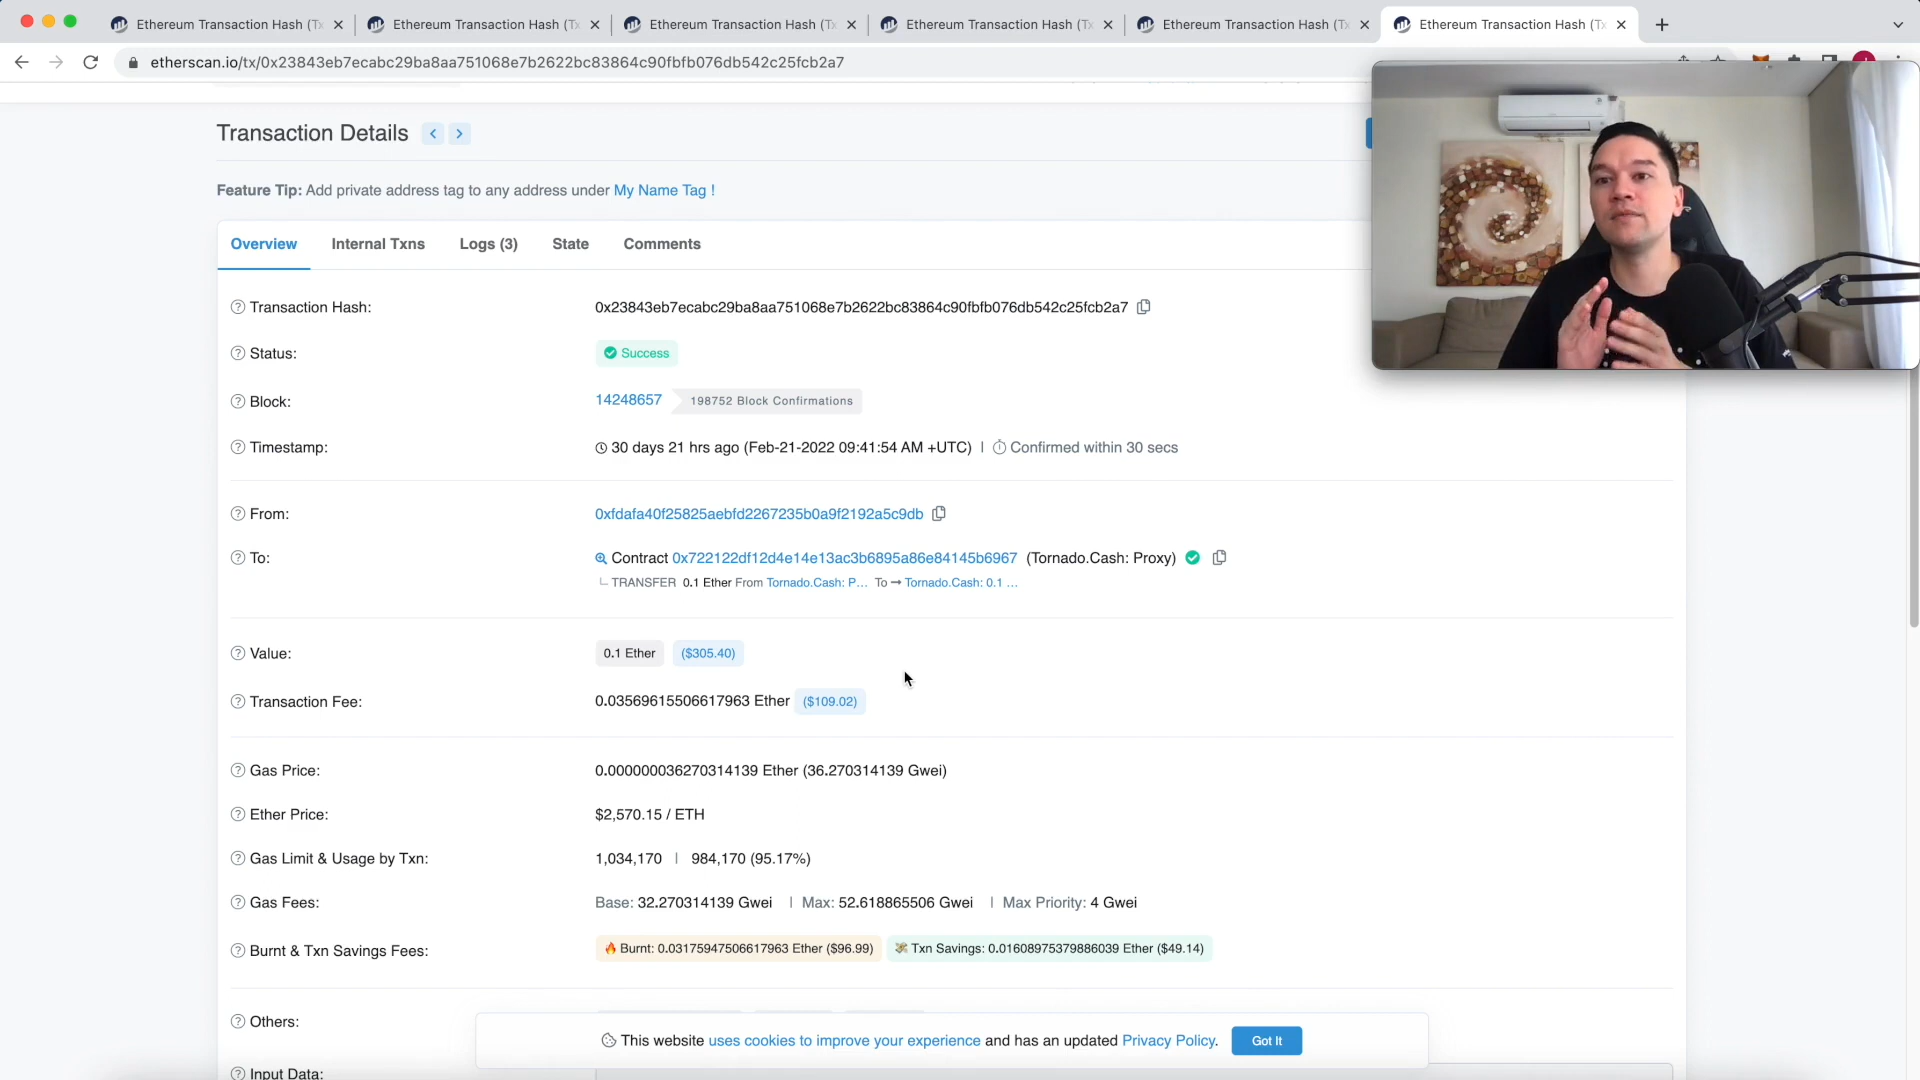 Ethereum Transaction Hash (Tx
Ethereum Transaction Hash (Tx
Ethereum Transaction Hash (Tx
Ethereum Transaction Hash (Tx
Ethereum Transaction Hash (Tx
Ethereum Transaction Hash (Tx
etherscan.io/tx/0x23843eb7ecabc29ba8aa751068e7b2622bc83864c90fbfb076db542c25fcb2a7
Transaction Details
Feature Tip: Add private address tag to any address under My Name Tag !
Overview Internal Txns Logs (3) State Comments
Transaction Hash: 0x23843eb7ecabc29ba8aa751068e7b2622bc83864c90fbfb076db542c25fcb2a7
Status: Success
Block: 14248657 198752 Block Confirmations
Timestamp: 30 days 21 hrs ago (Feb-21-2022 09:41:54 AM +UTC) | Confirmed within 30 secs
From: 0xfdafa40f25825aebfd2267235b0a9f2192a5c9db
To: Contract 0x722122df12d4e14e13ac3b6895a86e84145b6967 (Tornado.Cash: Proxy)
TRANSFER 0.1 Ether From Tornado.Cash: P... To → Tornado.Cash: 0.1 ...
Value: 0.1 Ether ($305.40)
Transaction Fee: 0.03569615506617963 Ether ($109.02)
Gas Price: 0.000000036270314139 Ether (36.270314139 Gwei)
Ether Price: $2,570.15 / ETH
Gas Limit & Usage by Txn: 1,034,170 | 984,170 (95.17%)
Gas Fees: Base: 32.270314139 Gwei | Max: 52.618865506 Gwei | Max Priority: 4 Gwei
Burnt & Txn Savings Fees: Burnt: 0.03175947506617963 Ether ($96.99) Txn Savings: 0.01608975379886039 Ether ($49.14)
Others:
This website uses cookies to improve your experience and has an updated Privacy Policy. Got It
Input Data: